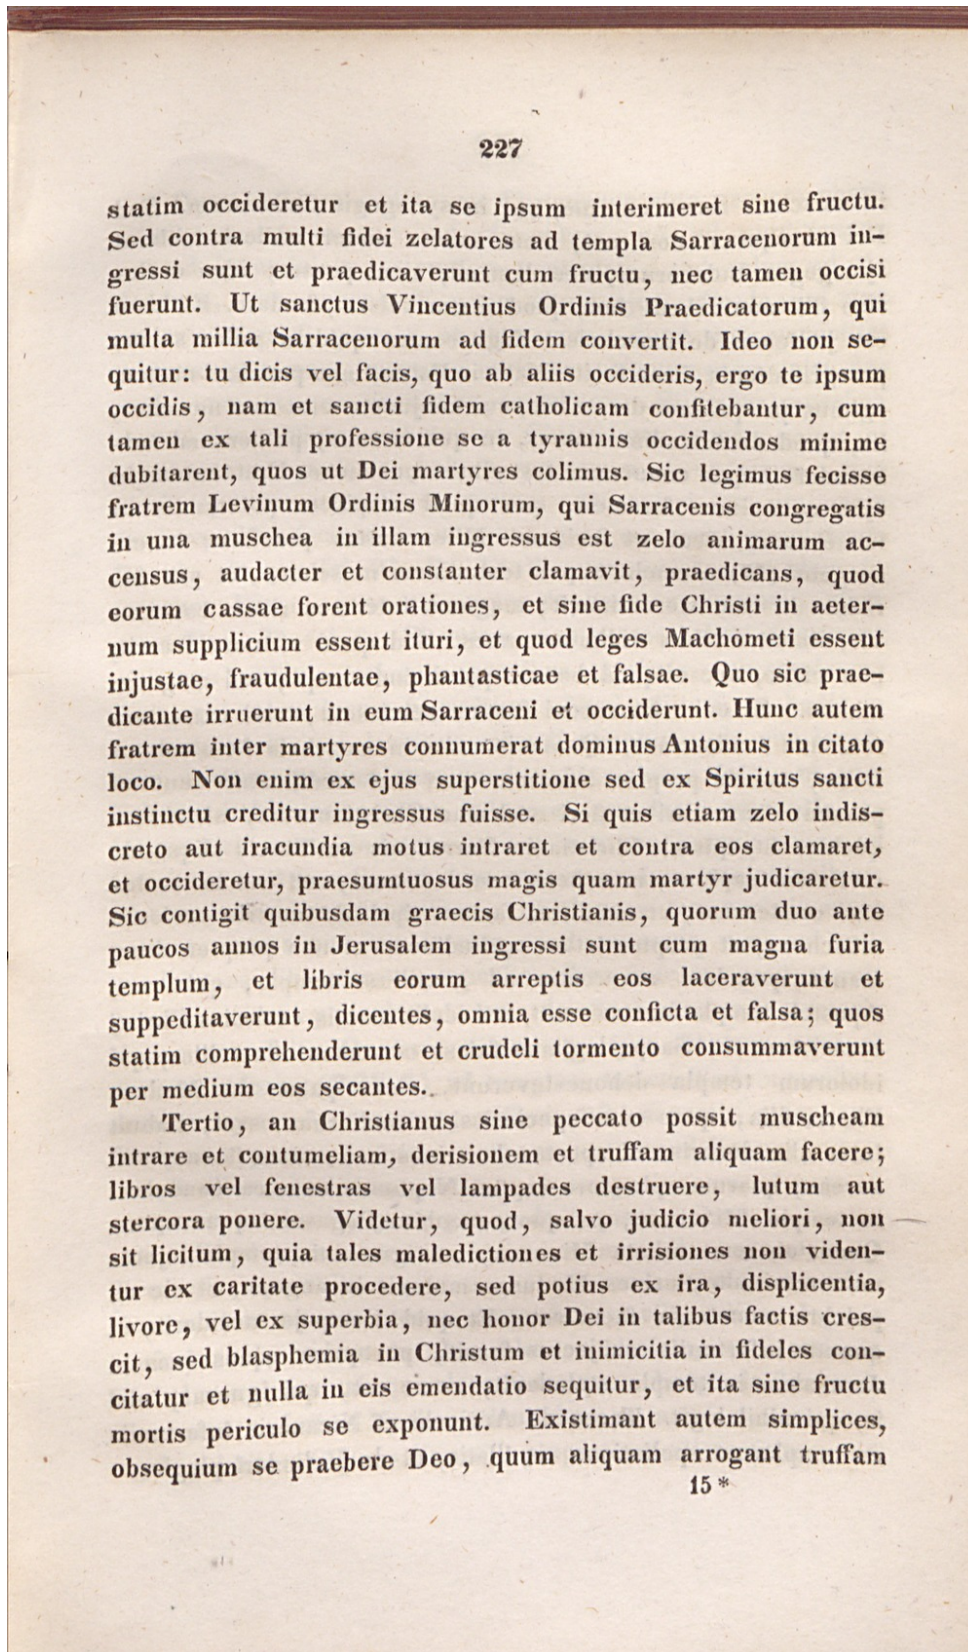 227
statim occideretur et ita se ipsum interimeret sine fructu.
Sed contra multi fidei zelatores ad templa Sarracenorum in-
gressi sunt et praedicaverunt cum fructu, nec tamen occisi
fuerunt. Ut sanctus Vincentius Ordinis Praedicatorum, qui
multa millia Sarracenorum ad fidem convertit. Ideo non se-
quitur: tu dicis vel facis, quo ab aliis occideris, ergo te ipsum
occidis, nam et sancti fidem catholicam confitebantur, cum
tamen ex tali professione se a tyrannis occidendos minime
dubitarent, quos ut Dei martyres colimus. Sic legimus fecisse
fratrem Levinum Ordinis Minorum, qui Sarracenis congregatis
in una muschea in illam ingressus est zelo animarum ac-
census, audacter et constanter clamavit, praedicans, quod
eorum cassae forent orationes, et sine fide Christi in aeter-
num supplicium essent ituri, et quod leges Machometi essent
injustae, fraudulentae, phantasticae et falsae. Quo sic prae-
dicante irruerunt in eum Sarraceni et occiderunt. Hunc autem
fratrem inter martyres connumerat dominus Antonius in citato
loco. Non enim ex ejus superstitione sed ex Spiritus sancti
instinctu creditur ingressus fuisse. Si quis etiam zelo indis-
creto aut iracundia motus intraret et contra eos clamaret,
et occideretur, praesumtuosus magis quam martyr judicaretur.
Sic contigit quibusdam graecis Christianis, quorum duo ante
paucos annos in Jerusalem ingressi sunt cum magna furia
templum, et libris eorum arreptis eos laceraverunt et
suppeditaverunt, dicentes, omnia esse conficta et falsa; quos
statim comprehenderunt et crudeli tormento consummaverunt
per medium eos secantes.
Tertio, an Christianus sine peccato possit muscheam
intrare et contumeliam, derisionem et truffam aliquam facere;
libros vel fenestras vel lampades destruere, lutum aut
stercora ponere. Videtur, quod, salvo judicio meliori, non
sit licitum, quia tales maledictiones et irrisiones non viden-
tur ex caritate procedere, sed potius ex ira, displicentia,
livore, vel ex superbia, nec honor Dei in talibus factis cres-
cit, sed blasphemia in Christum et inimicitia in fideles con-
citatur et nulla in eis emendatio sequitur, et ita sine fructu
mortis periculo se exponunt. Existimant autem simplices,
obsequium se praebere Deo, quum aliquam arrogant truffam
15*